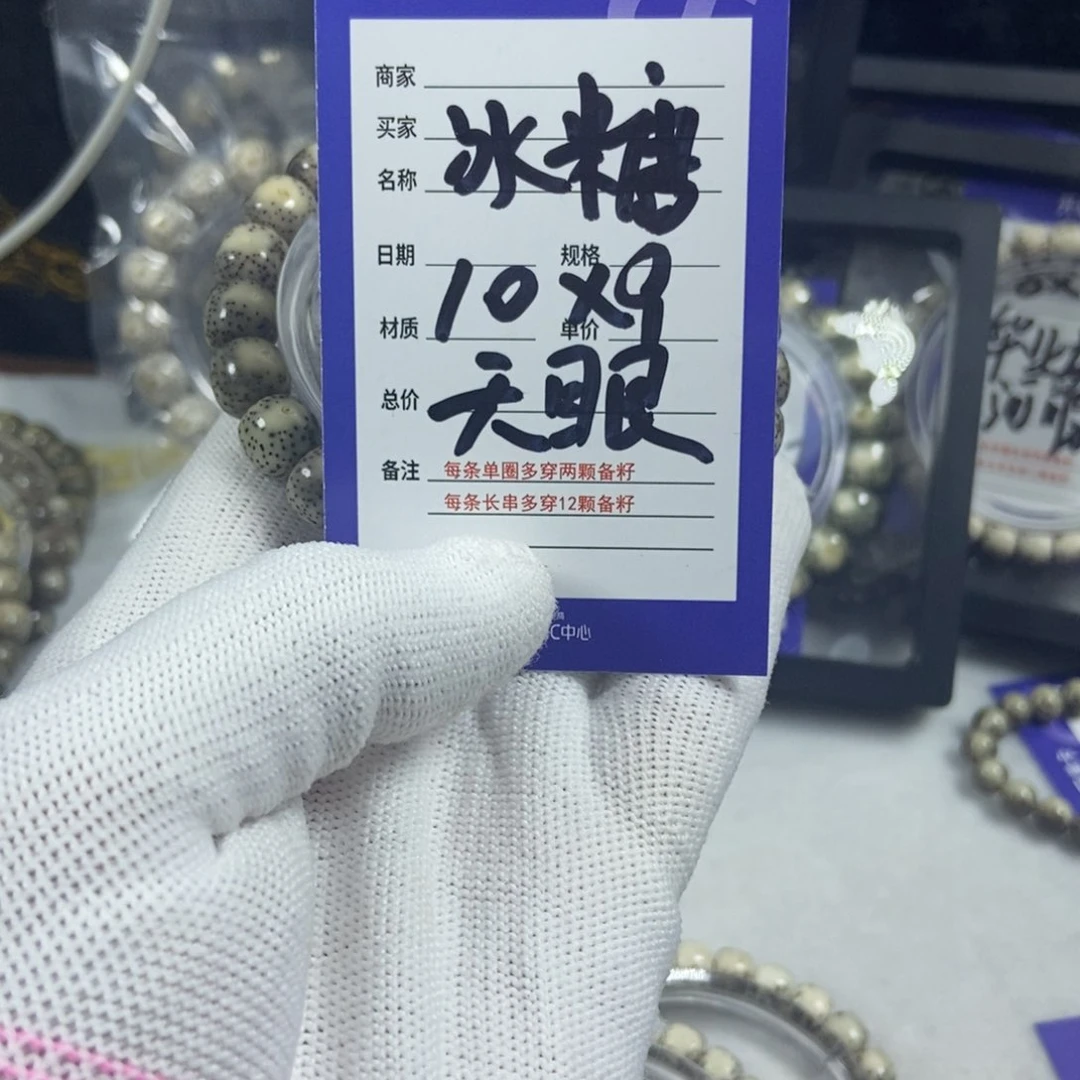 商家
买家
冰糖
名称
日期 规格
10 x9
材质 单价
总价
天眼
备注 每条单圈多穿两颗备籽
每条长串多穿12颗备籽
C中心